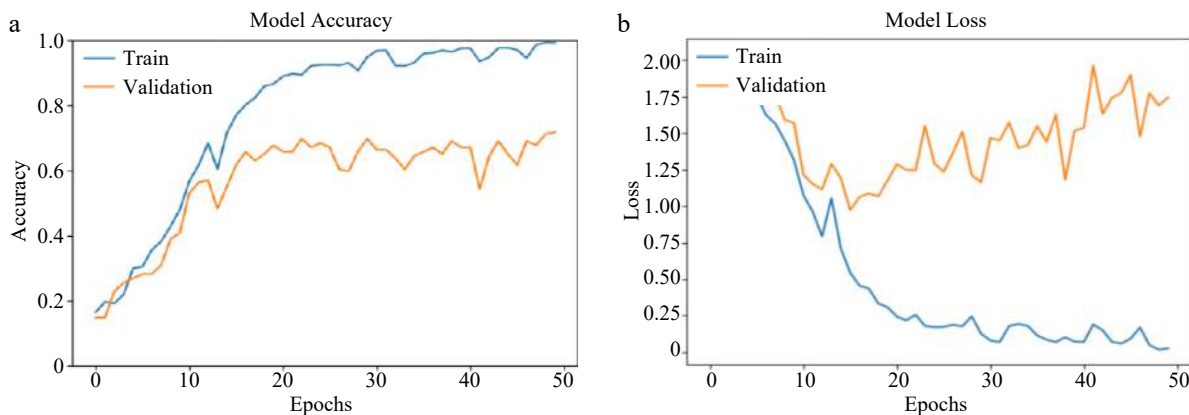 a
Model Accuracy
1.0
0.8
0.6
0.4
0.2
0
Accuracy
Train
Validation
0
10
20
30
40
50
Epochs
b
Model Loss
2.00
1.75
1.50
1.25
1.00
0.75
0.50
0.25
0
Loss
Train
Validation
0
10
20
30
40
50
Epochs